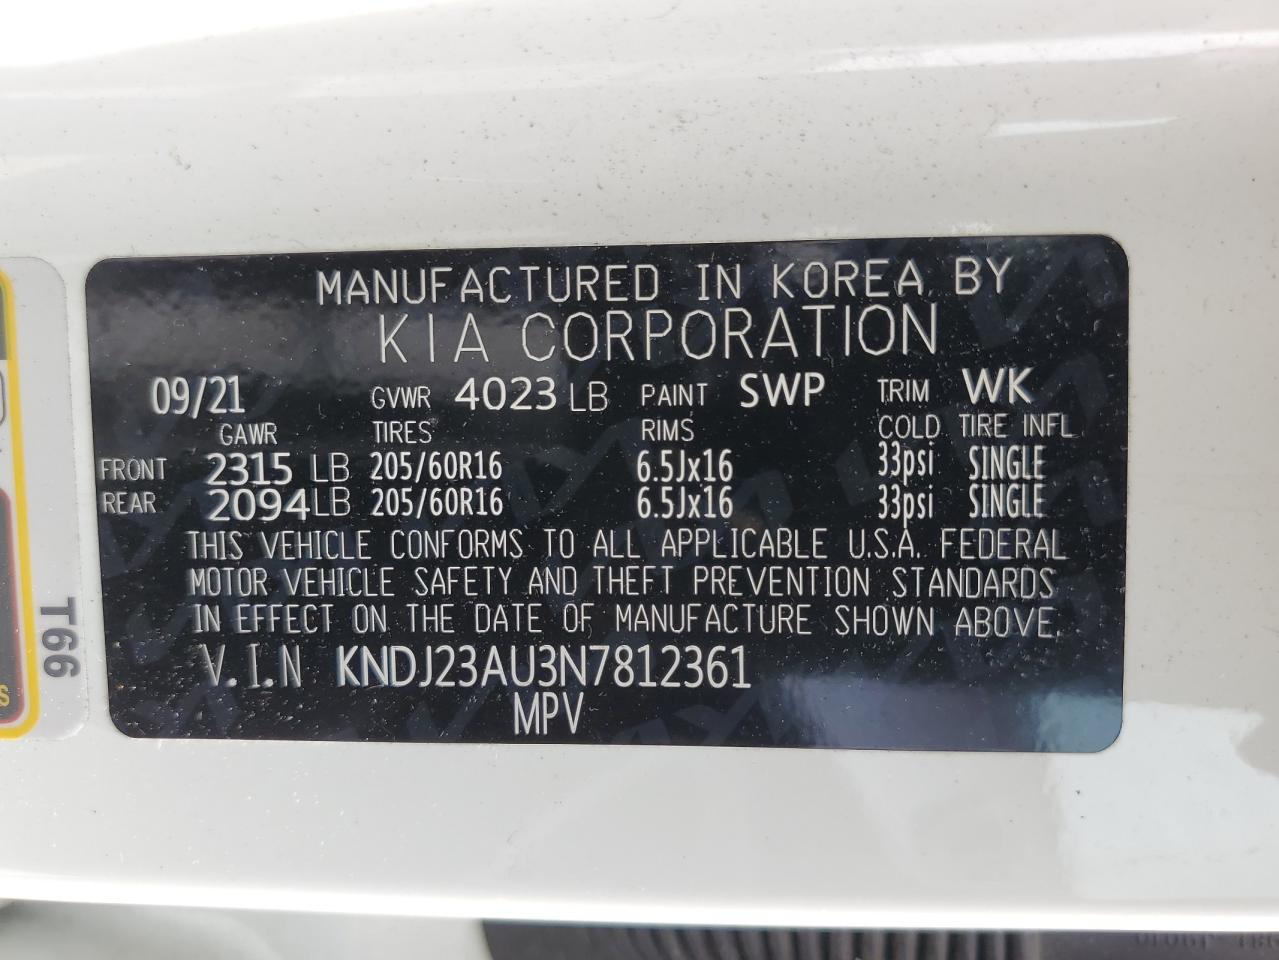 MANUFACTURED IN KOREA BY
KIA CORPORATION
09/21 GVWR 4023 LB PAINT SWP TRIM WK
GAWR TIRES RIMS COLD TIRE INFL
FRONT 2315 LB 205/60R16 6.5Jx16 33psi SINGLE
REAR 2094 LB 205/60R16 6.5Jx16 33psi SINGLE
THIS VEHICLE CONFORMS TO ALL APPLICABLE U.S.A. FEDERAL
MOTOR VEHICLE SAFETY AND THEFT PREVENTION STANDARDS
IN EFFECT ON THE DATE OF MANUFACTURE SHOWN ABOVE.
V.I.N KNDJ23AU3N7812361
MPV
T66